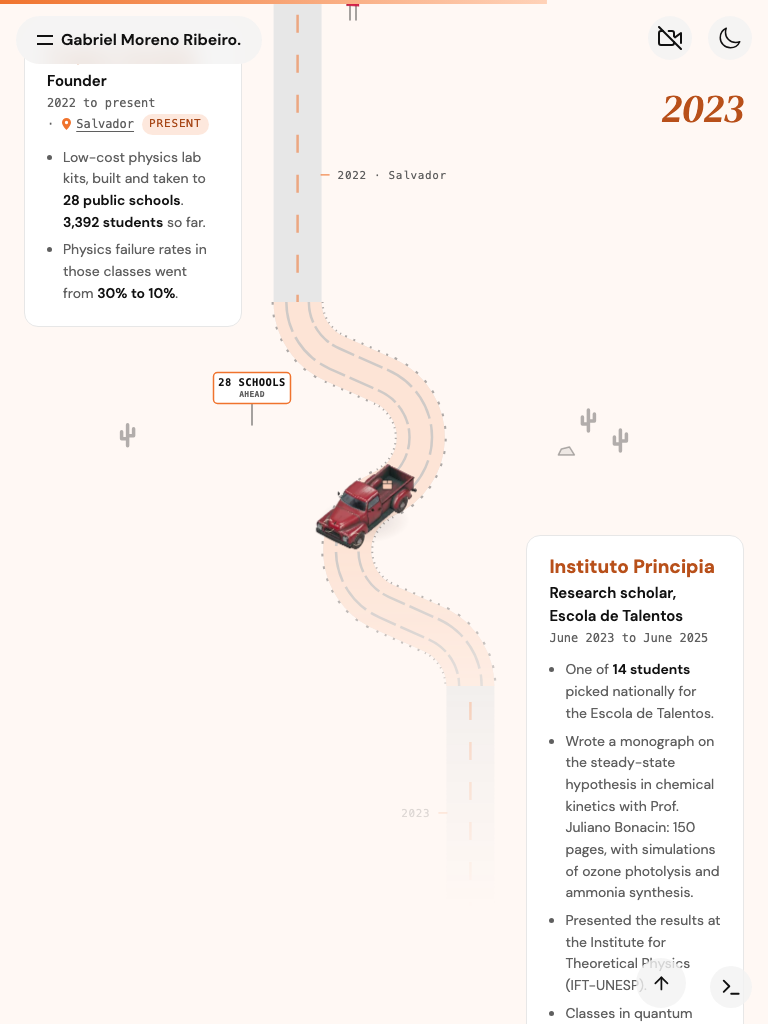 Gabriel Moreno Ribeiro.
2023
Founder
2022 to present
· Salvador PRESENT
Low-cost physics lab
kits, built and taken to
28 public schools.
3,392 students so far.
Physics failure rates in
those classes went
from 30% to 10%.
2022 · Salvador
28 SCHOOLS
AHEAD
Instituto Principia
Research scholar,
Escola de Talentos
June 2023 to June 2025
One of 14 students
picked nationally for
the Escola de Talentos.
Wrote a monograph on
the steady-state
hypothesis in chemical
kinetics with Prof.
Juliano Bonacin: 150
pages, with simulations
of ozone photolysis and
ammonia synthesis.
Presented the results at
the Institute for
Theoretical Physics
(IFT-UNESP).
Classes in quantum
2023